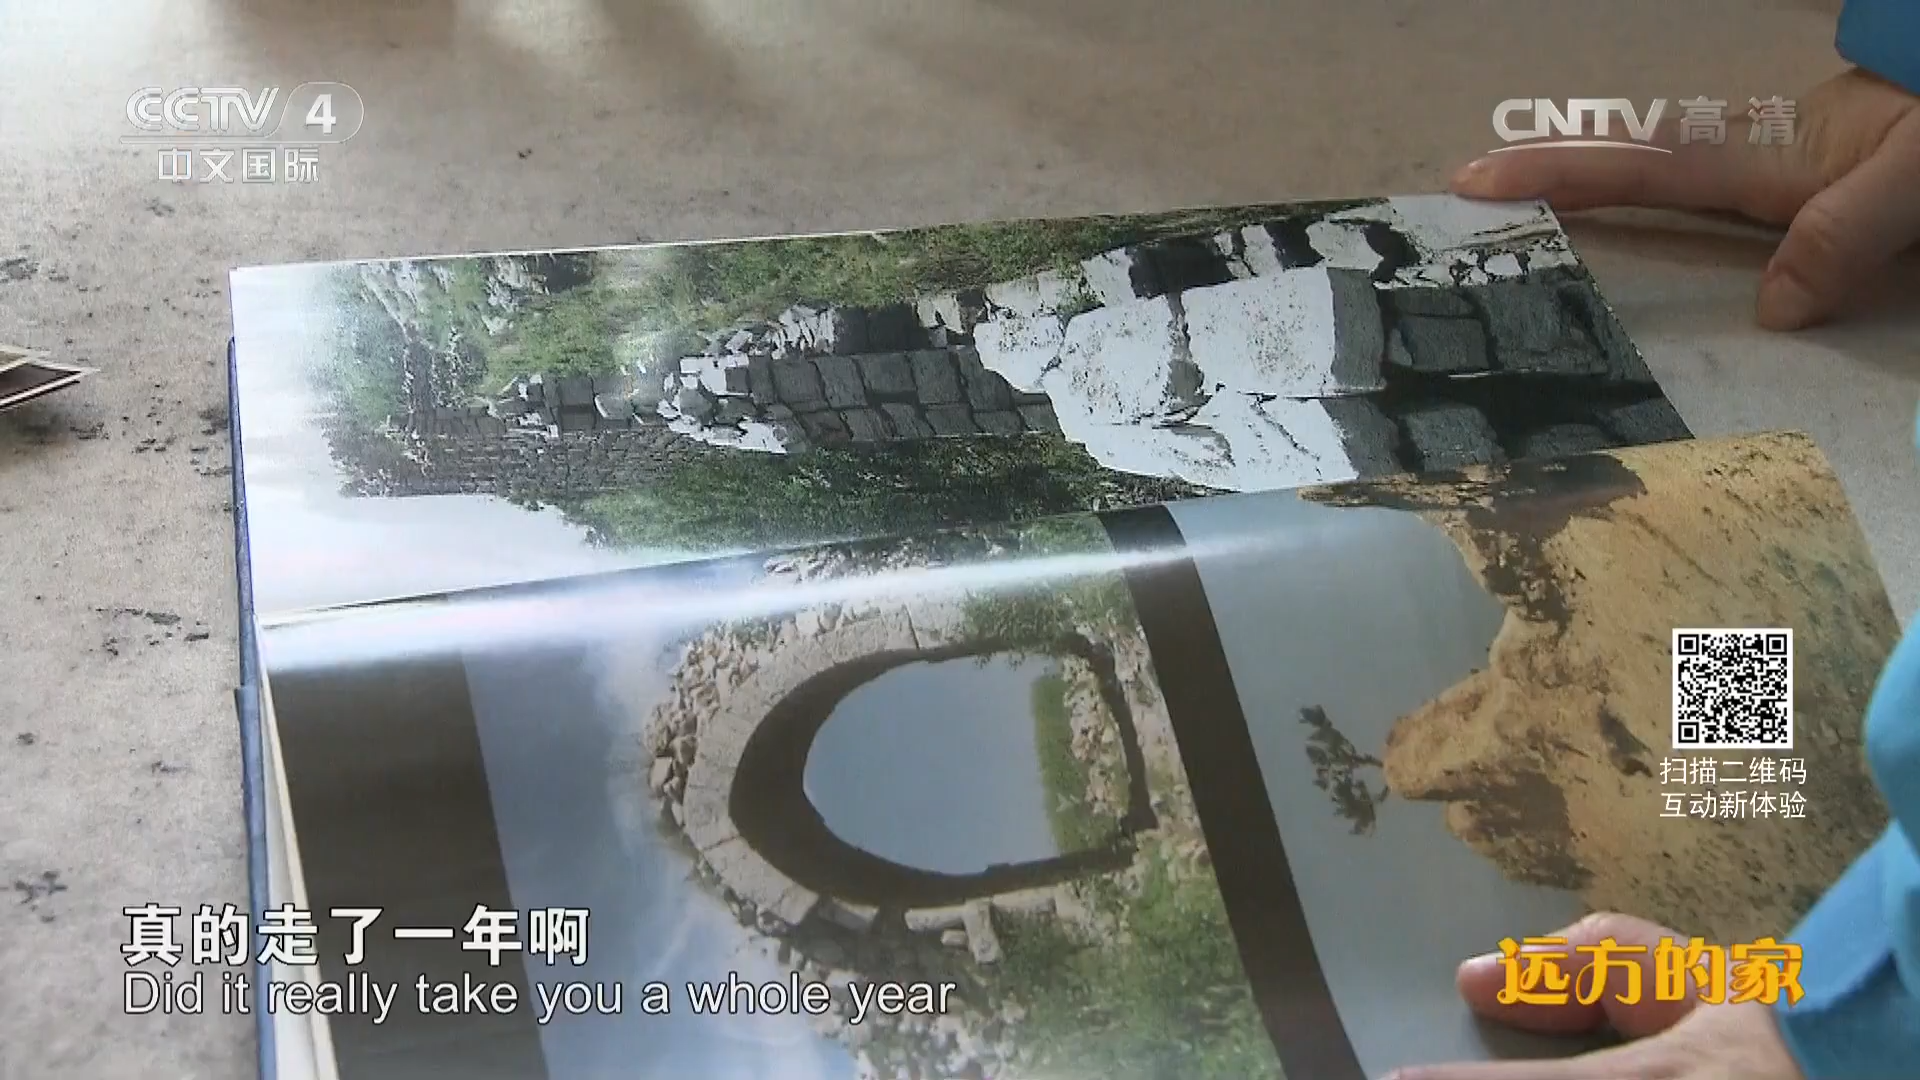 CCTV 4
中文国际
CNTV 高清
扫描二维码
互动新体验
真的走了一年啊
Did it really take you a whole year
远方的家